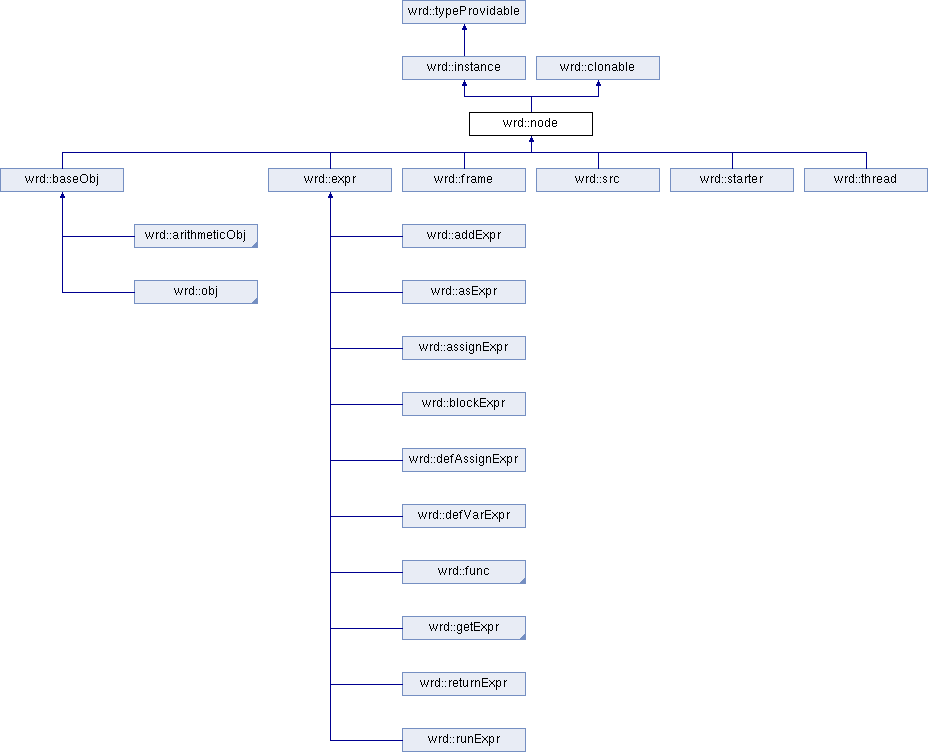 wrd::typeProvidable
wrd::instance
wrd::clonable
wrd::node
wrd::baseObj
wrd::expr
wrd::frame
wrd::src
wrd::starter
wrd::thread
wrd::arithmeticObj
wrd::addExpr
wrd::obj
wrd::asExpr
wrd::assignExpr
wrd::blockExpr
wrd::defAssignExpr
wrd::defVarExpr
wrd::func
wrd::getExpr
wrd::returnExpr
wrd::runExpr